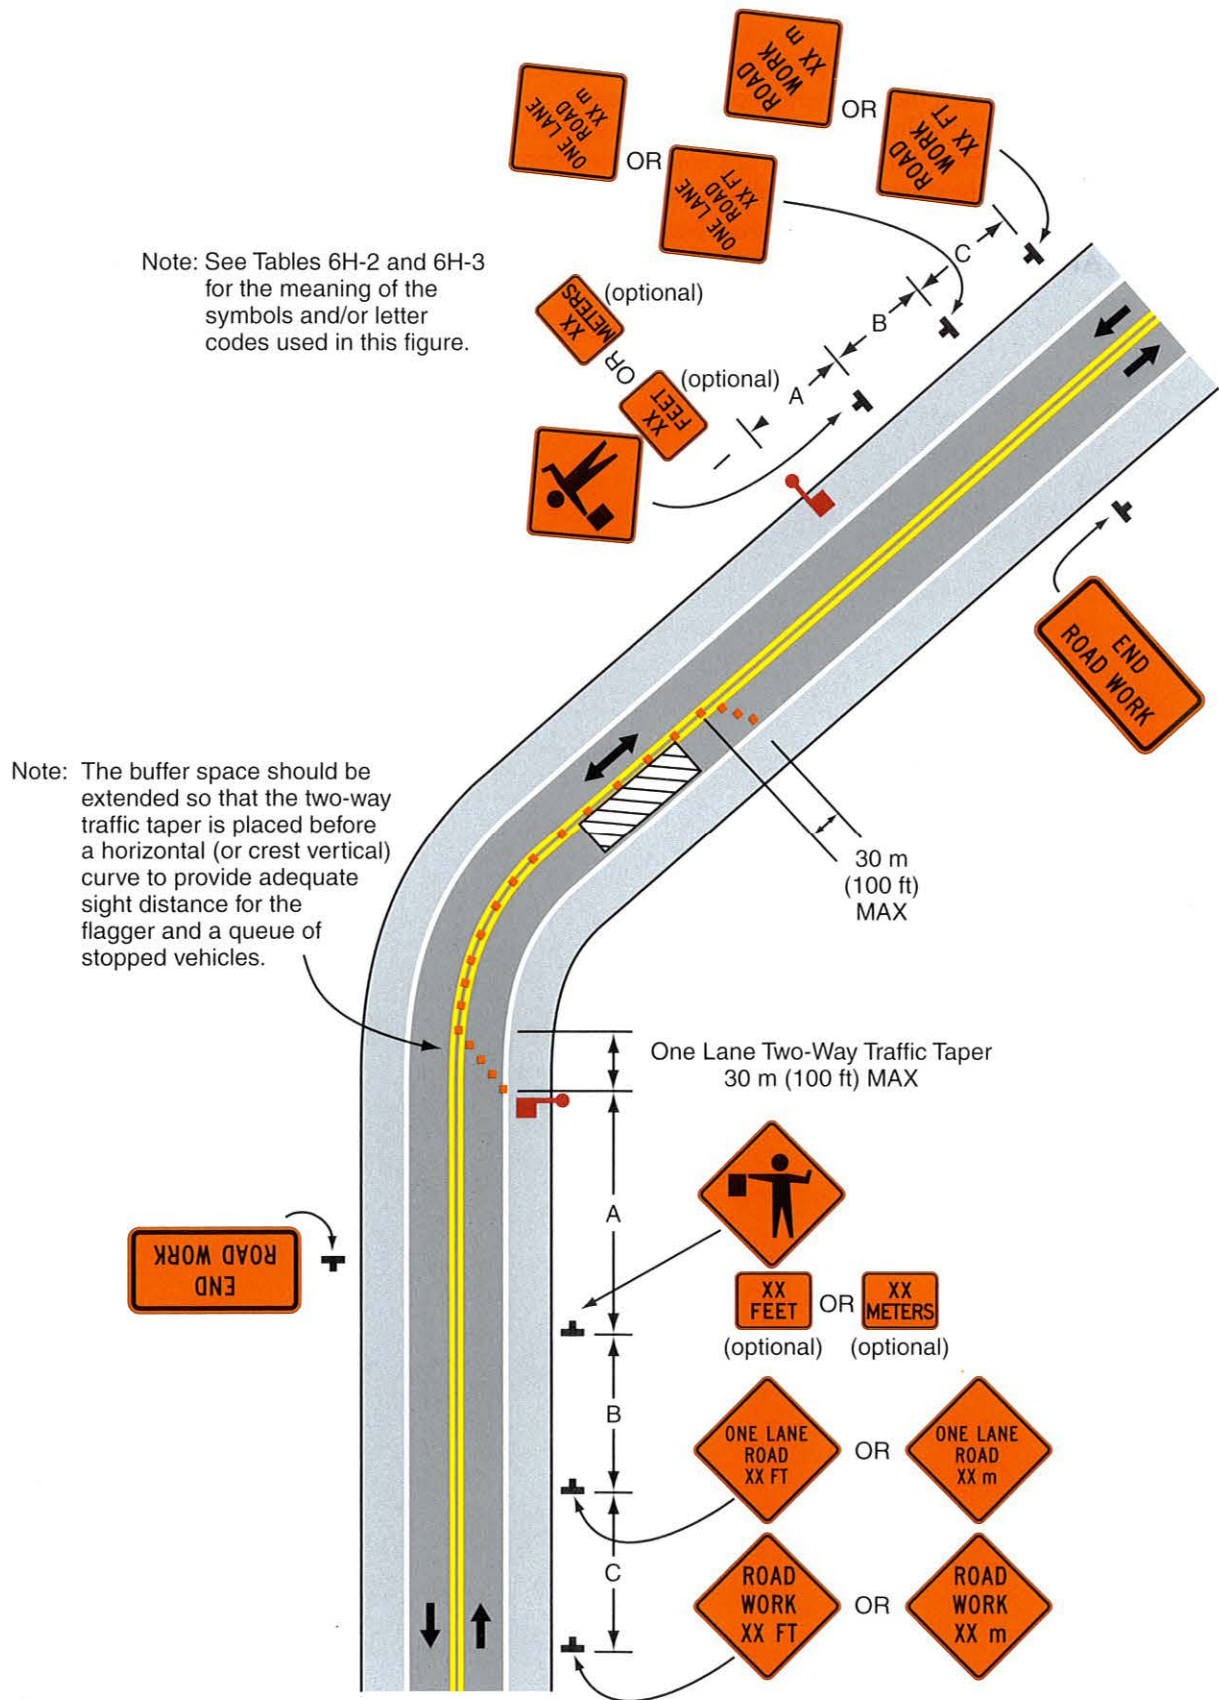 ROAD
WORK
XX m
OR
ROAD
WORK
XX FT
ONE LANE
ROAD
XX m
OR
ONE LANE
ROAD
XX FT
C
B
A
Note: See Tables 6H-2 and 6H-3
for the meaning of the
symbols and/or letter
codes used in this figure.
XX
METERS
(optional)
OR
XX
FEET
(optional)
END
ROAD WORK
Note: The buffer space should be
extended so that the two-way
traffic taper is placed before
a horizontal (or crest vertical)
curve to provide adequate
sight distance for the
flagger and a queue of
stopped vehicles.
30 m
(100 ft)
MAX
One Lane Two-Way Traffic Taper
30 m (100 ft) MAX
A
END
ROAD WORK
XX
FEET
OR
XX
METERS
(optional)
(optional)
B
ONE LANE
ROAD
XX FT
OR
ONE LANE
ROAD
XX m
C
ROAD
WORK
XX FT
OR
ROAD
WORK
XX m